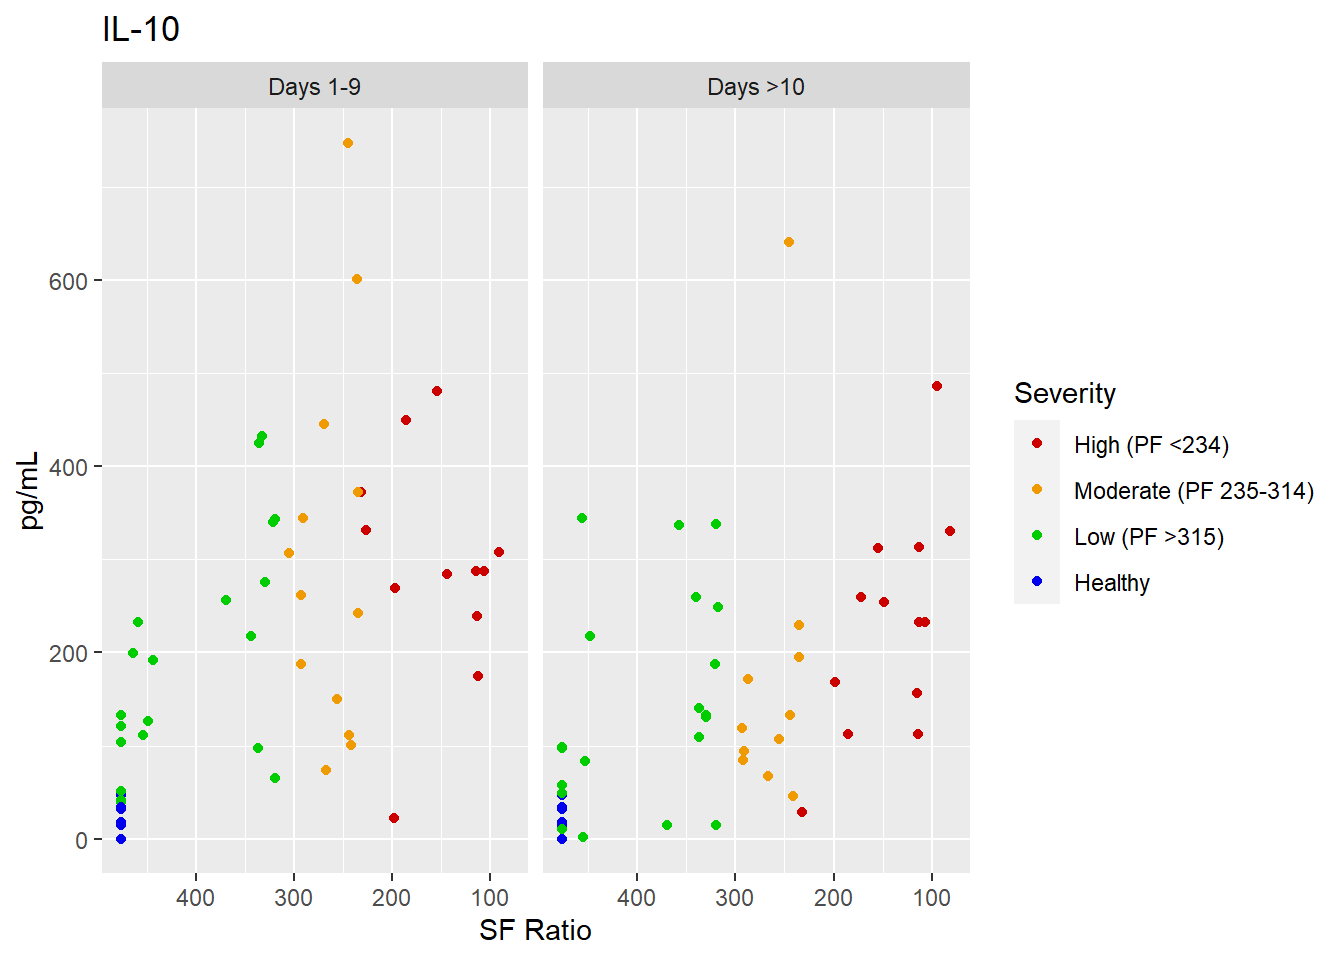 IL-10
Days 1-9
Days >10
600
400
200
0
pg/mL
400 300 200 100
400 300 200 100
SF Ratio
Severity
High (PF <234)
Moderate (PF 235-314)
Low (PF >315)
Healthy